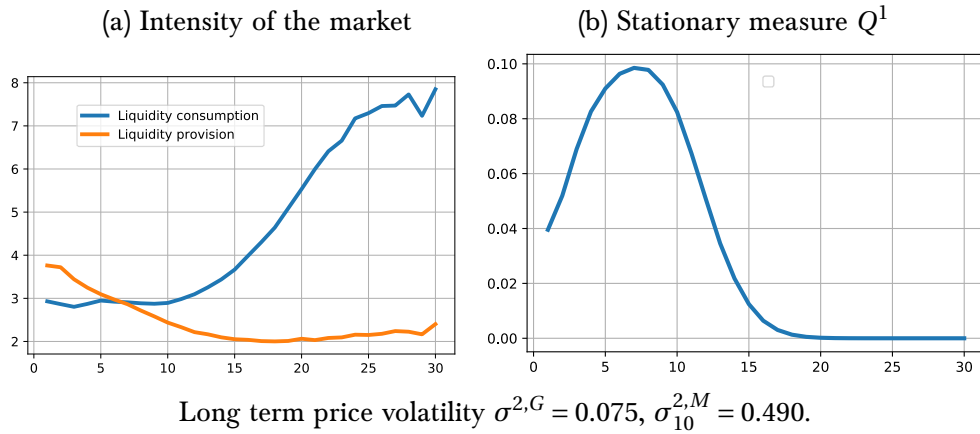 (a) Intensity of the market
(b) Stationary measure Q¹
8
7
6
5
4
3
2
0 5 10 15 20 25 30
Liquidity consumption
Liquidity provision
0.10
0.08
0.06
0.04
0.02
0.00
0 5 10 15 20 25 30
Long term price volatility σ^{2,G} = 0.075, σ_{10}^{2,M} = 0.490.